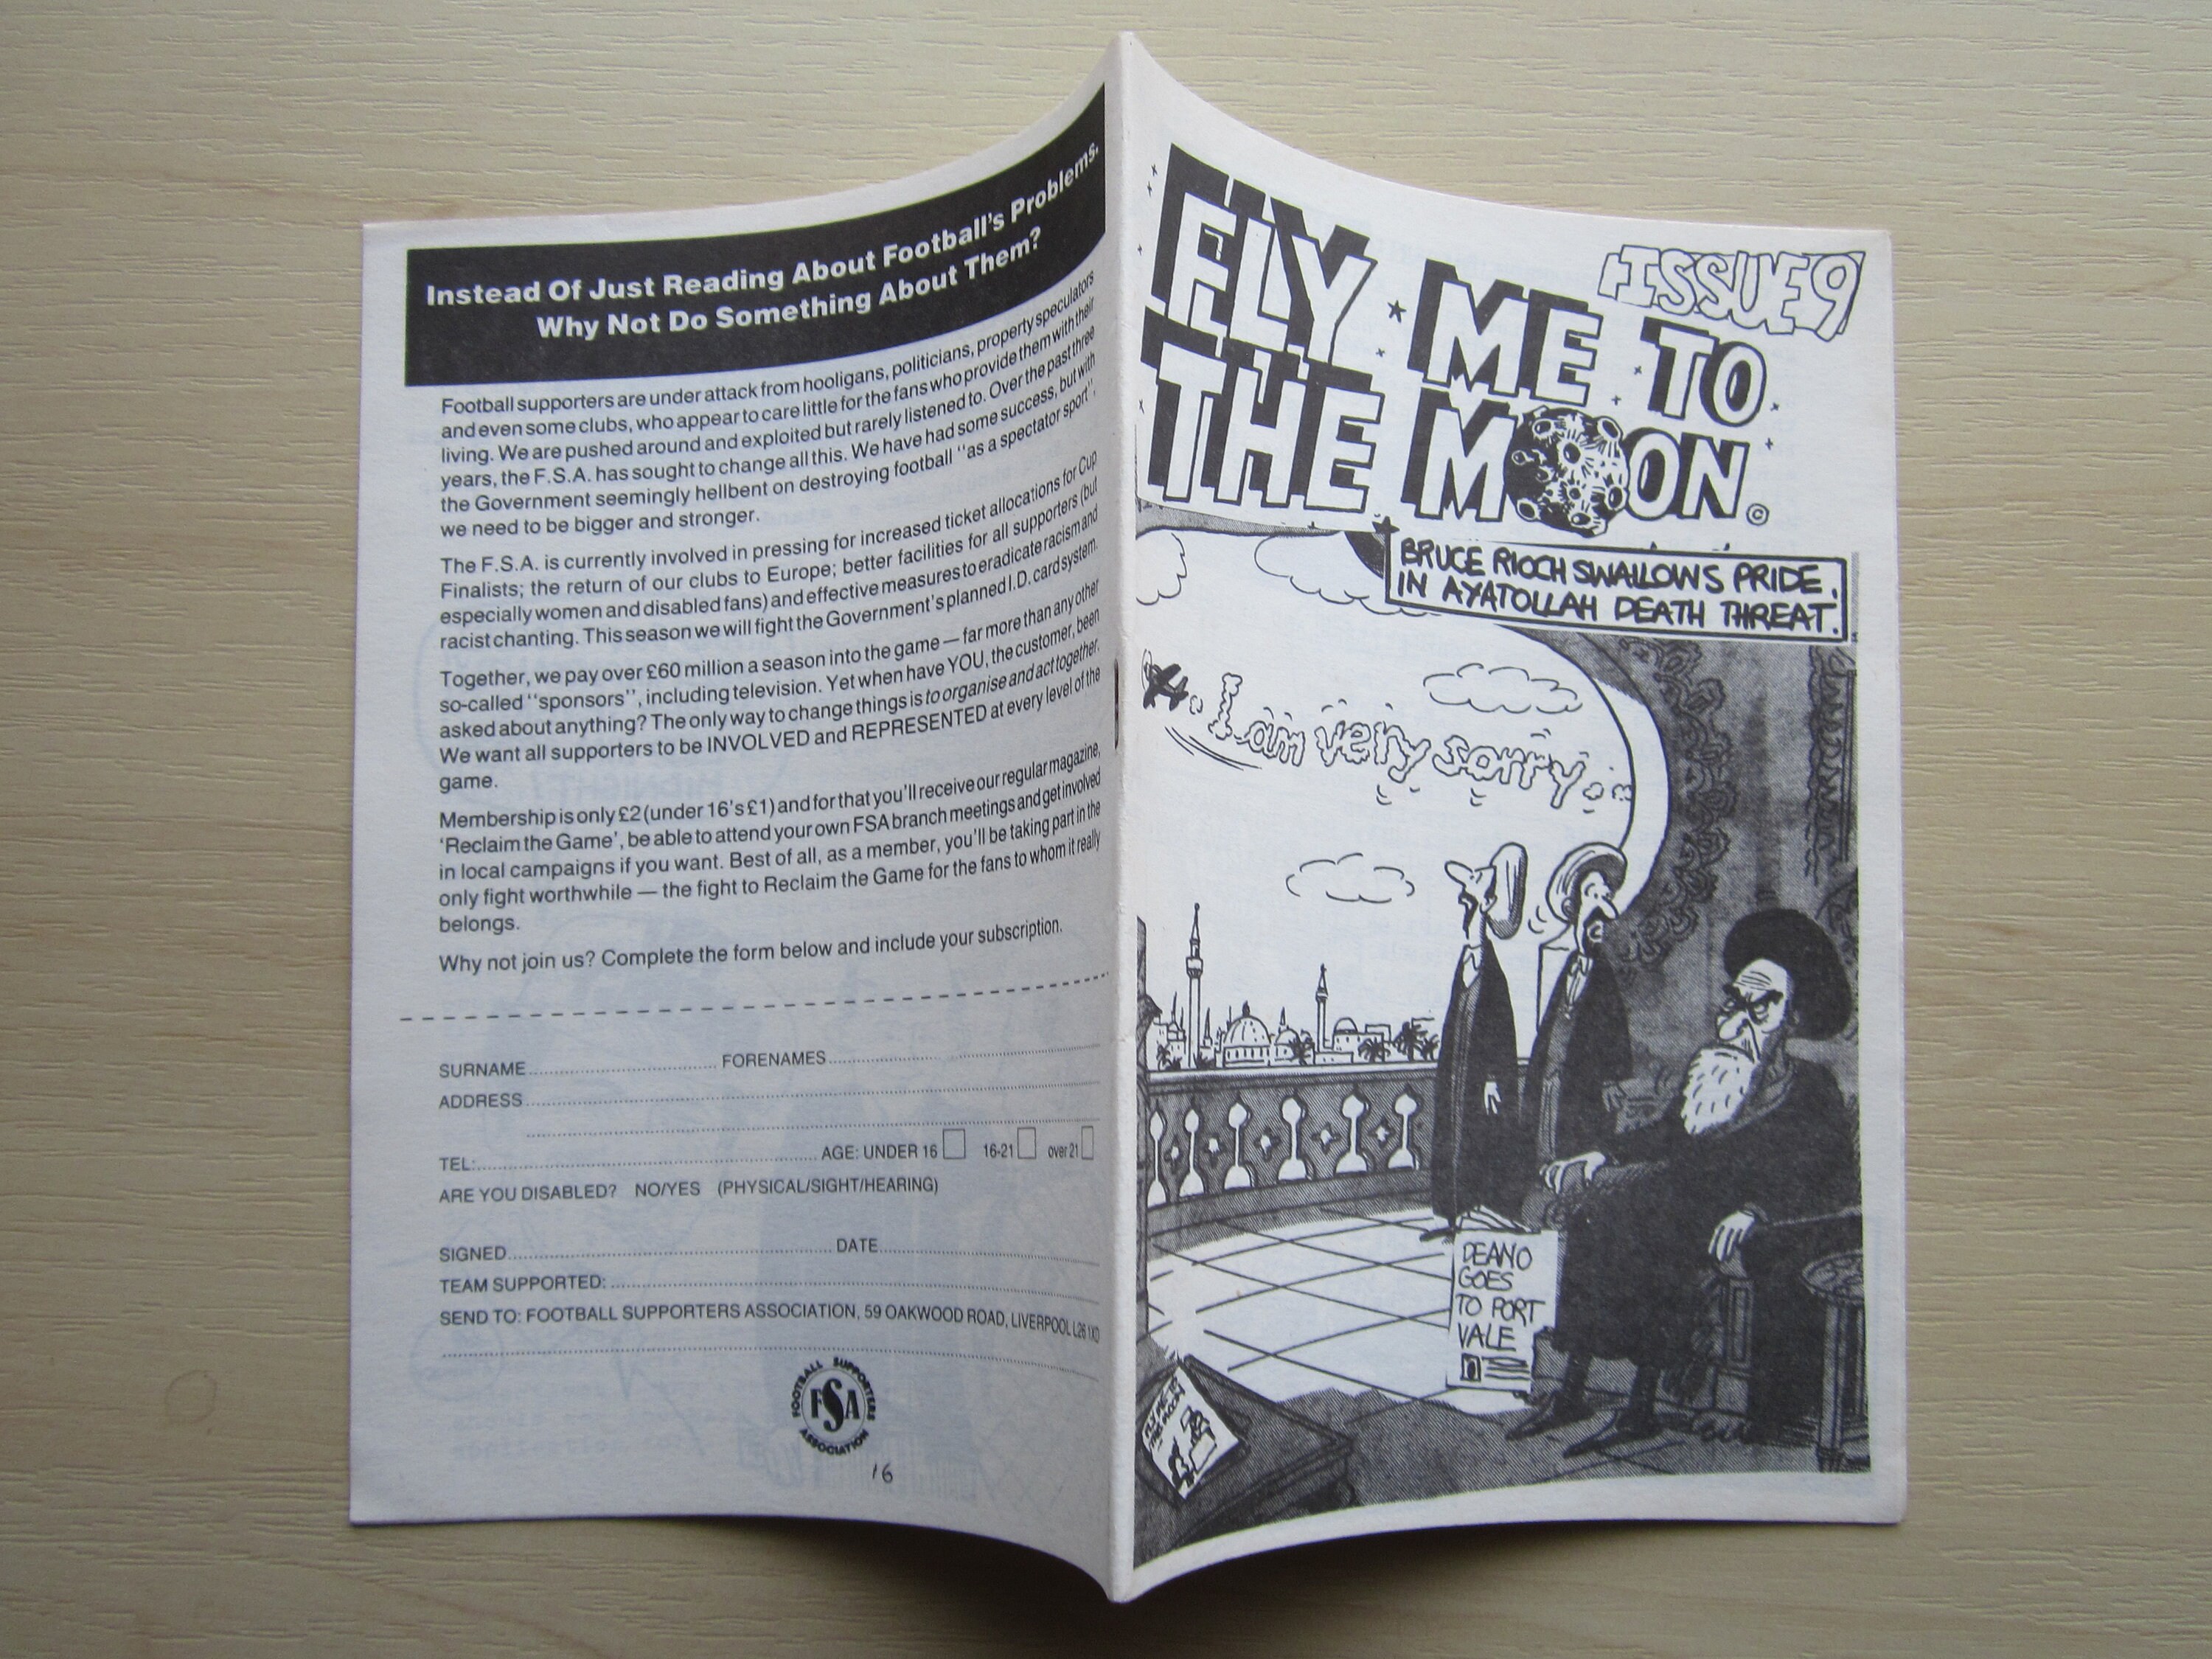 Instead Of Just Reading About Football's Problems.
Why Not Do Something About Them?
Football supporters are under attack from hooligans, politicians, property speculators
and even some clubs, who appear to care little for the fans who provide them with their
living. We are pushed around and exploited but rarely listened to. Over the past three
years, the F.S.A. has sought to change all this. We have had some success, but with
the Government seemingly hellbent on destroying football "as a spectator sport",
we need to be bigger and stronger.
The F.S.A. is currently involved in pressing for increased ticket allocations for Cup
Finalists; the return of our clubs to Europe; better facilities for all supporters (but
especially women and disabled fans) and effective measures to eradicate racism and
racist chanting. This season we will fight the Government's planned I.D. card system.
Together, we pay over £60 million a season into the game — far more than any other
so-called "sponsors", including television. Yet when have YOU, the customer, been
asked about anything? The only way to change things is to organise and act together.
We want all supporters to be INVOLVED and REPRESENTED at every level of the
game.
Membership is only £2 (under 16's £1) and for that you'll receive our regular magazine,
'Reclaim the Game', be able to attend your own FSA branch meetings and get involved
in local campaigns if you want. Best of all, as a member, you'll be taking part in the
only fight worthwhile — the fight to Reclaim the Game for the fans to whom it really
belongs.
Why not join us? Complete the form below and include your subscription.
SURNAME FORENAMES
ADDRESS
TEL: AGE: UNDER 16 16-21 over 21
ARE YOU DISABLED? NO/YES (PHYSICAL/SIGHT/HEARING)
SIGNED DATE
TEAM SUPPORTED:
SEND TO: FOOTBALL SUPPORTERS ASSOCIATION, 59 OAKWOOD ROAD, LIVERPOOL L26 1XD
FOOTBALL SUPPORTERS
FSA
ASSOCIATION
16
ISSUE 9
FLY ME TO
THE MOON ©
BRUCE RIOCH SWALLOWS PRIDE.
IN AYATOLLAH DEATH THREAT.
I am very sorry.
DEANO
GOES
TO PORT
VALE
FLY ME TO
THE MOON